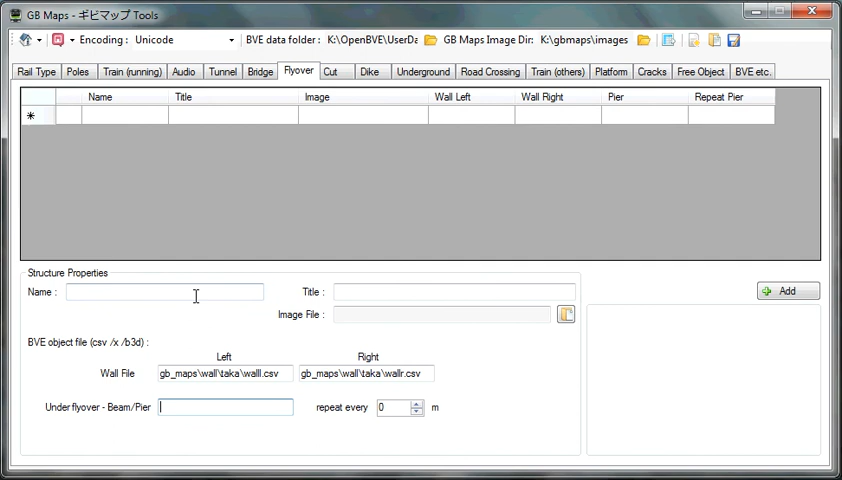 GB Maps - ギビマップ Tools
Encoding : Unicode BVE data folder : K:\OpenBVE\UserDa GB Maps Image Dir: K:\gbmaps\images
Rail Type Poles Train (running) Audio Tunnel Bridge Flyover Cut Dike Underground Road Crossing Train (others) Platform Cracks Free Object BVE etc.
Name Title Image Wall Left Wall Right Pier Repeat Pier
Structure Properties
Name : Title : Add
Image File :
BVE object file (csv /x /b3d) :
Left Right
Wall File gb_maps\wall\taka\walll.csv gb_maps\wall\taka\wallr.csv
Under flyover - Beam/Pier repeat every 0 m